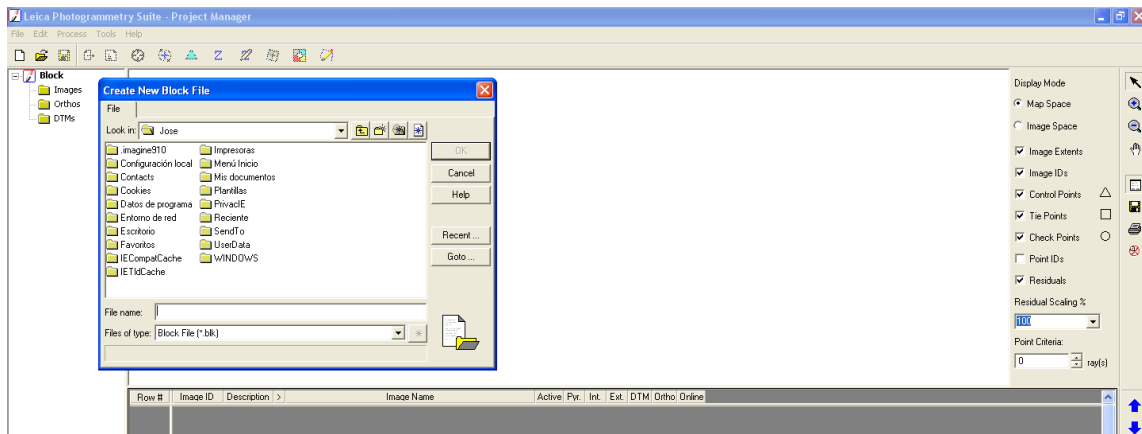 Leica Photogrammetry Suite - Project Manager
File Edit Process Tools Help
Block
Images
Orthos
DTMs
Create New Block File
File
Look in: Jose
.imagine910
Configuración local
Contacts
Cookies
Datos de programa
Entorno de red
Escritorio
Favoritos
IECompatCache
IETldCache
Impresoras
Menú Inicio
Mis documentos
Plantillas
PrivacIE
Reciente
SendTo
UserData
WINDOWS
OK
Cancel
Help
Recent ...
Goto ...
File name:
Files of type: Block File (*.blk)
Display Mode
Map Space
Image Space
Image Extents
Image IDs
Control Points
Tie Points
Check Points
Point IDs
Residuals
Residual Scaling %
100
Point Criteria:
0 ray(s)
Row # Image ID Description > Image Name Active Pyr. Int. Ext. DTM Ortho Online